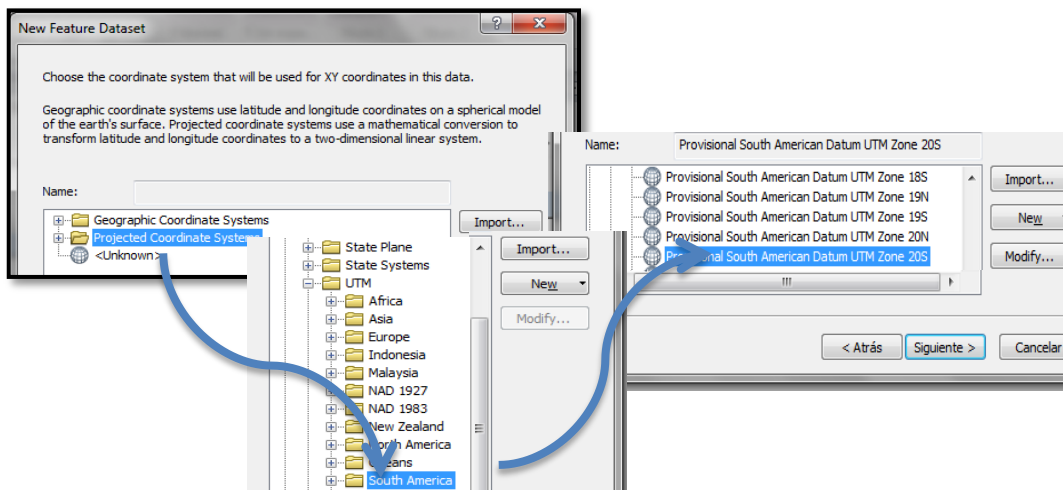 New Feature Dataset
Choose the coordinate system that will be used for XY coordinates in this data.
Geographic coordinate systems use latitude and longitude coordinates on a spherical model
of the earth's surface. Projected coordinate systems use a mathematical conversion to
transform latitude and longitude coordinates to a two-dimensional linear system.
Name:
Geographic Coordinate Systems
Projected Coordinate Systems
<Unknown>
Import...
State Plane
State Systems
UTM
Africa
Asia
Europe
Indonesia
Malaysia
NAD 1927
NAD 1983
New Zealand
North America
Oceans
South America
Import...
New
Modify...
Name:
Provisional South American Datum UTM Zone 20S
Provisional South American Datum UTM Zone 18S
Provisional South American Datum UTM Zone 19N
Provisional South American Datum UTM Zone 19S
Provisional South American Datum UTM Zone 20N
Provisional South American Datum UTM Zone 20S
Import...
New
Modify...
< Atrás
Siguiente >
Cancelar